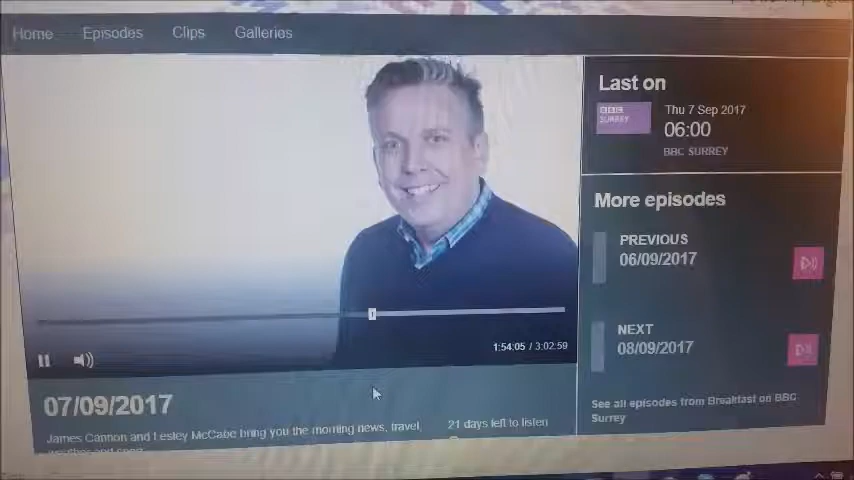 Home Episodes Clips Galleries
Last on
BBC
SURREY
Thu 7 Sep 2017
06:00
BBC SURREY
More episodes
PREVIOUS
06/09/2017
NEXT
08/09/2017
See all episodes from Breakfast on BBC
Surrey
1:54:05 / 3:02:59
07/09/2017
James Cannon and Lesley McCabe bring you the morning news, travel,
21 days left to listen